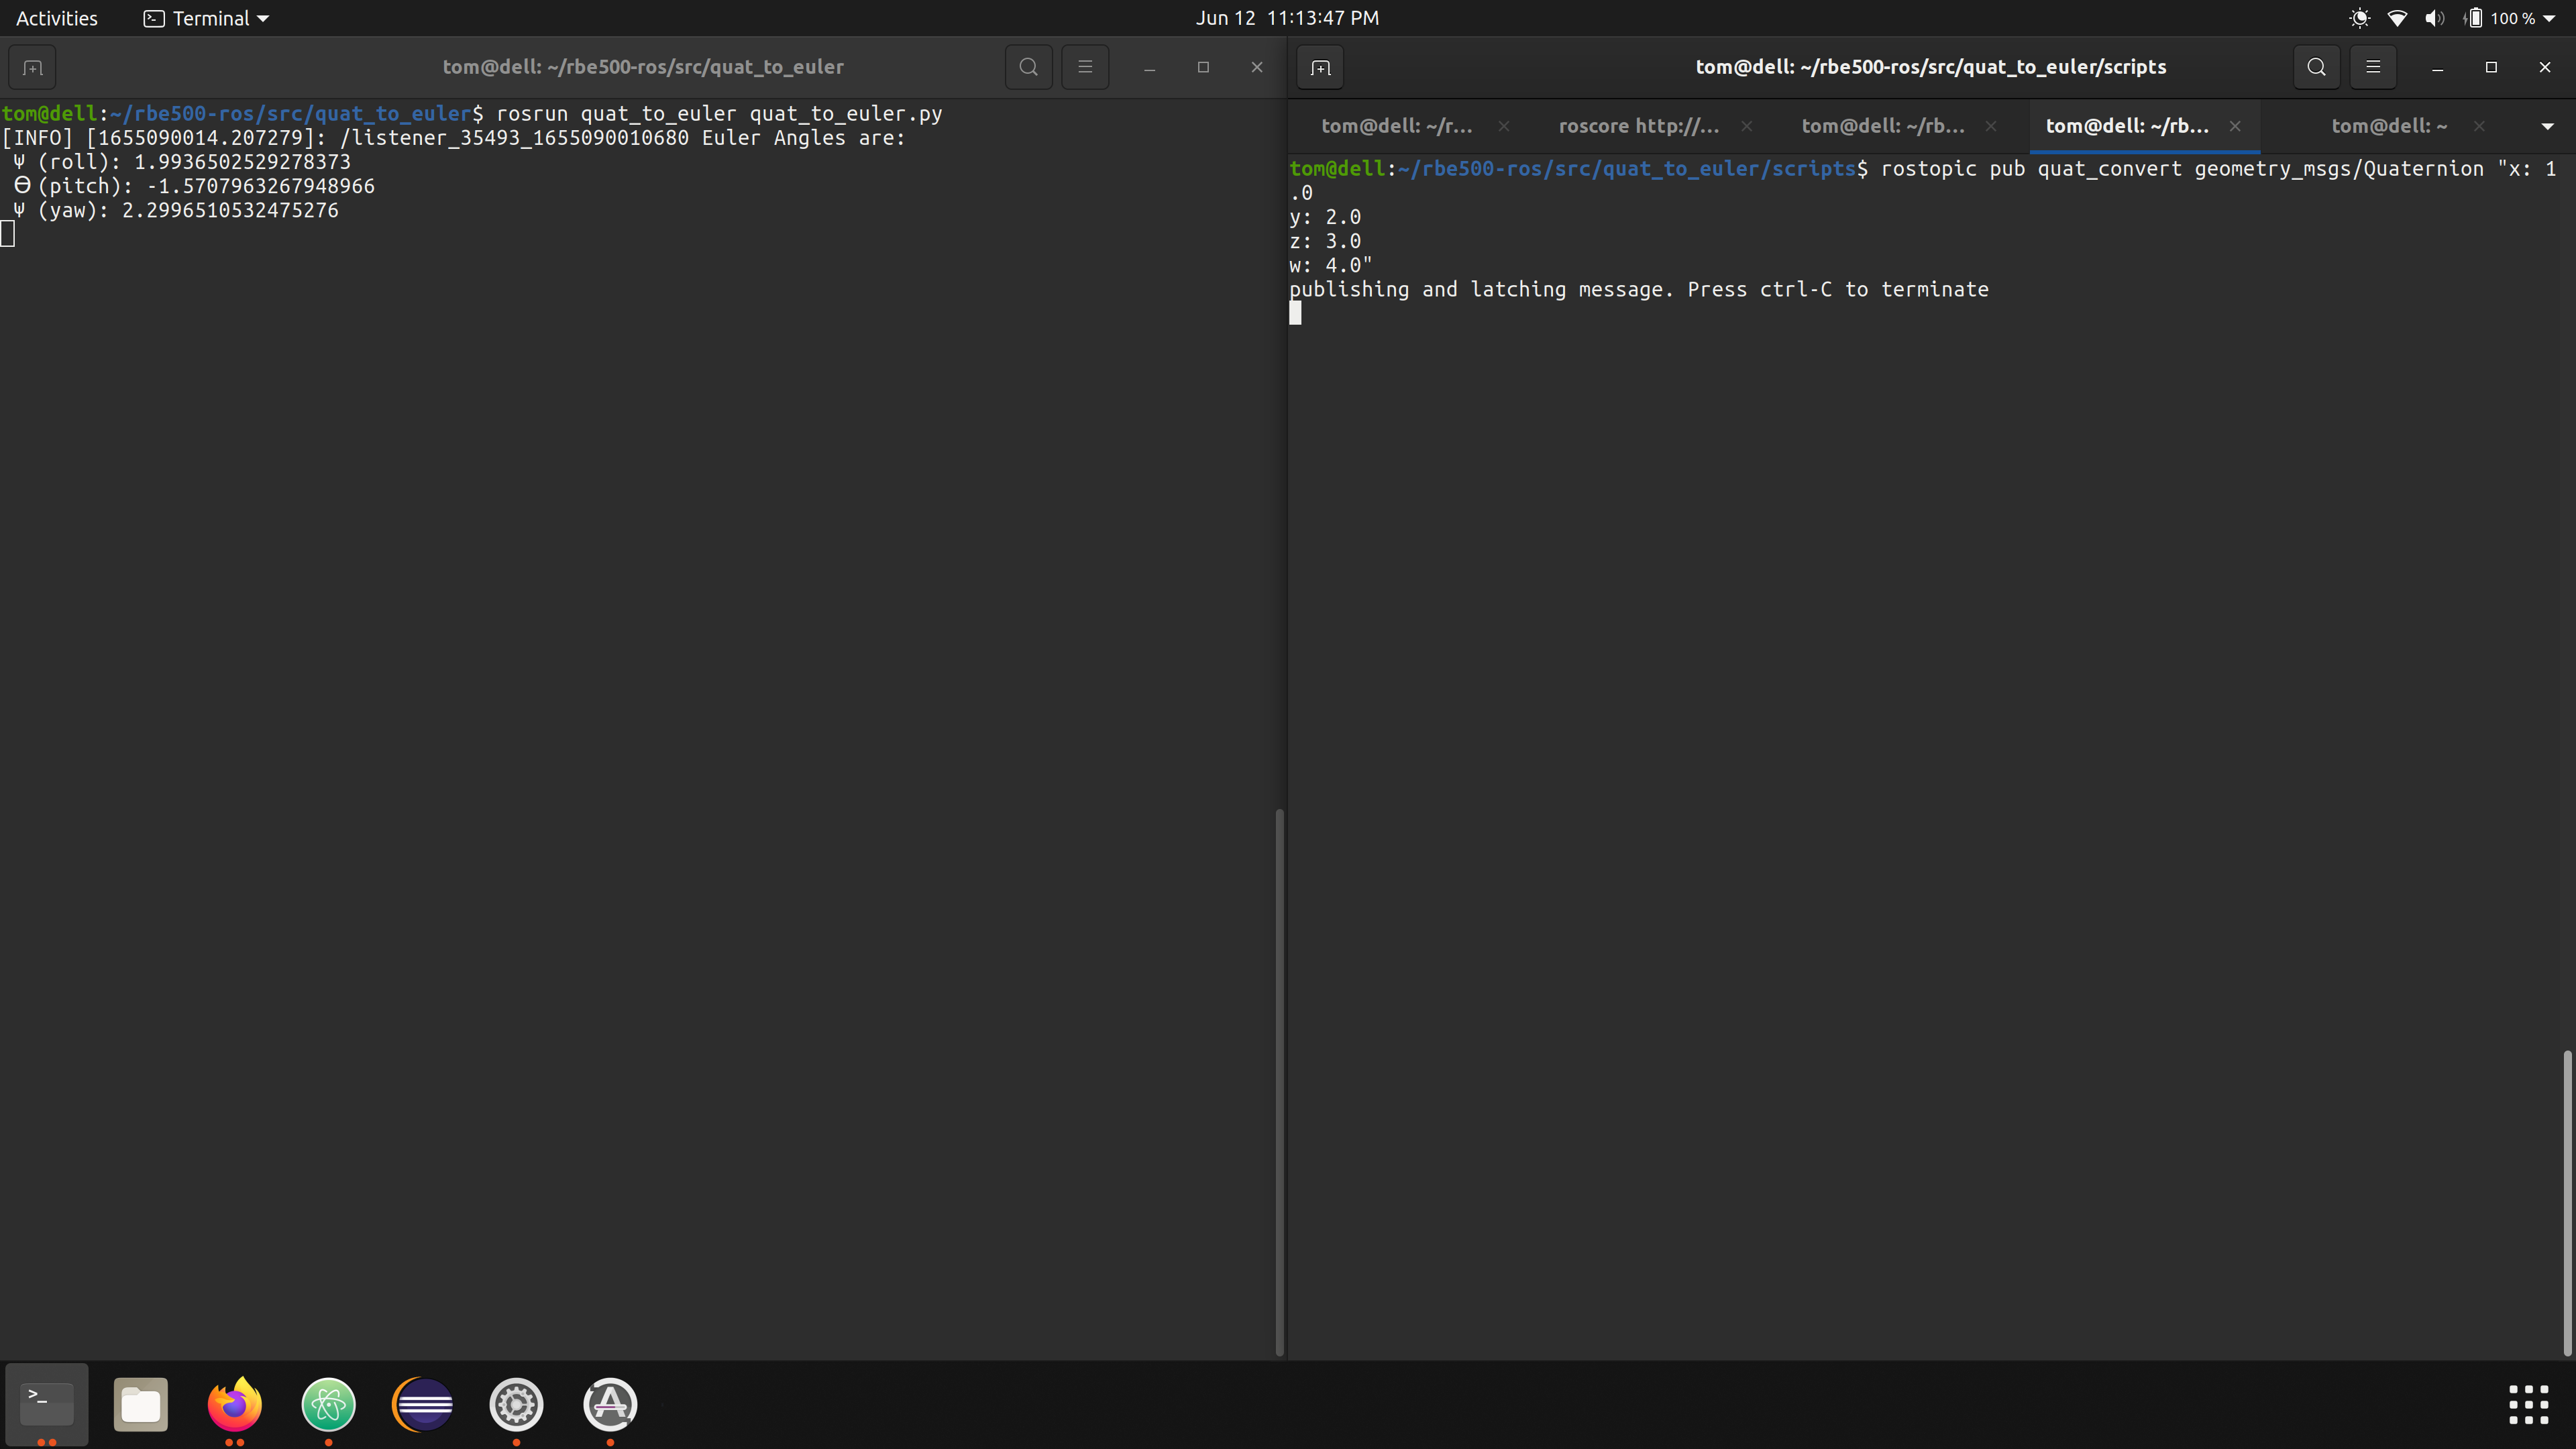 Activities
Terminal
Jun 12 11:13:47 PM
100 %
tom@dell: ~/rbe500-ros/src/quat_to_euler
tom@dell:~/rbe500-ros/src/quat_to_euler$ rosrun quat_to_euler quat_to_euler.py
[INFO] [1655090014.207279]: /listener_35493_1655090010680 Euler Angles are:
Ψ (roll): 1.9936502529278373
Ѳ (pitch): -1.5707963267948966
Ψ (yaw): 2.2996510532475276
tom@dell: ~/rbe500-ros/src/quat_to_euler/scripts
tom@dell: ~/r...
roscore http://...
tom@dell: ~/rb...
tom@dell: ~/rb...
tom@dell: ~
tom@dell:~/rbe500-ros/src/quat_to_euler/scripts$ rostopic pub quat_convert geometry_msgs/Quaternion "x: 1
.0
y: 2.0
z: 3.0
w: 4.0"
publishing and latching message. Press ctrl-C to terminate